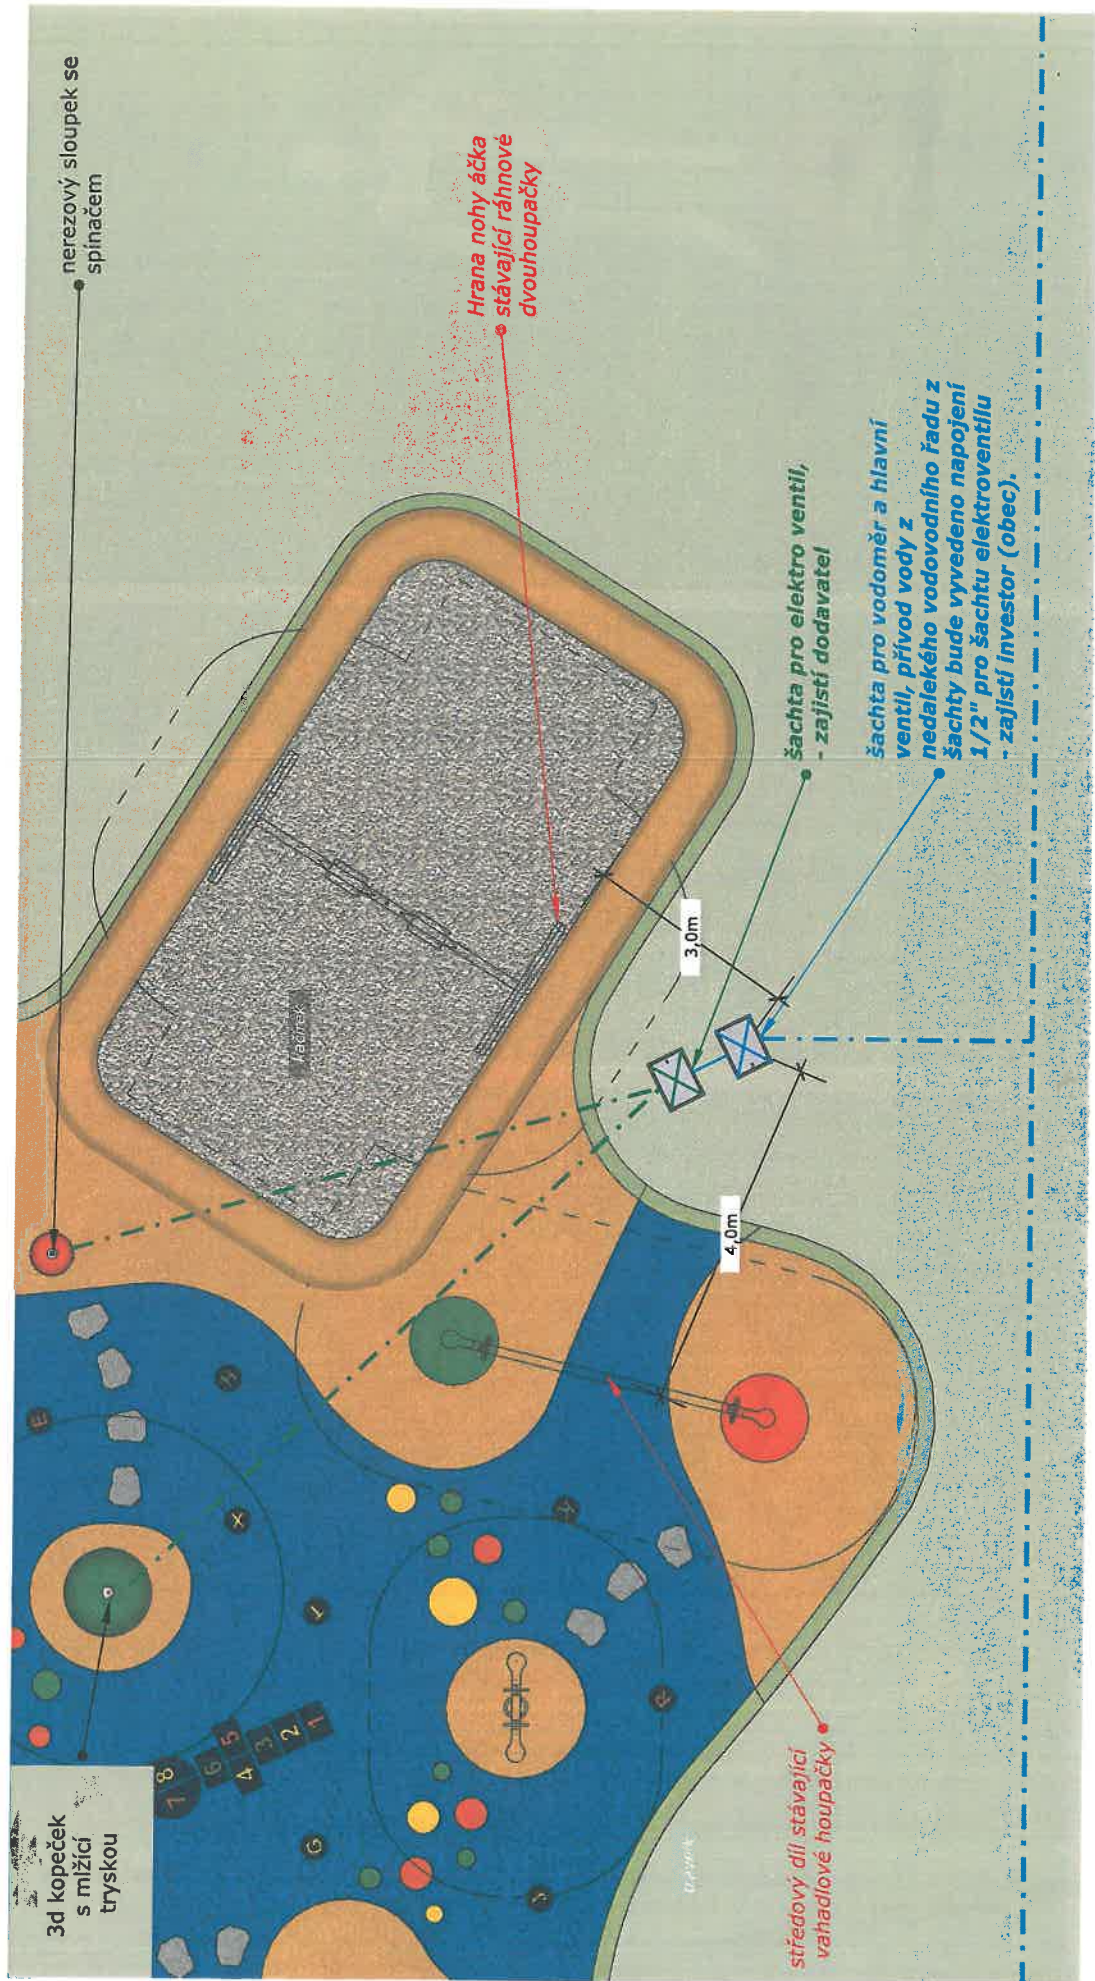 3d kopeček
s mlžící
tryskou
nerezový sloupek se
spínačem
Hrana nohy áčka
stávající ráhnové
dvouhoupačky
šachta pro elektro ventil,
- zajistí dodavatel
šachta pro vodoměr a hlavní
ventil, přívod vody z
nedalekého vodovodního řadu z
šachty bude vyvedeno napojení
1/2" pro šachtu elektroventilu
- zajistí investor (obec).
středový díl stávající
vahadlové houpačky
3,0m
4,0m
E
H
X
T
G
S
R
7 8
6 5
4
3
2
1